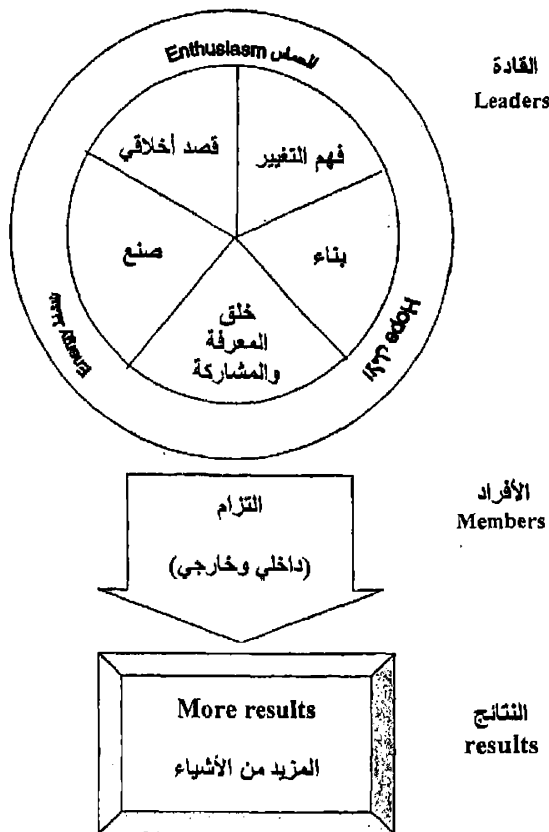 الحماس Enthusiasm
القادة
Leaders
فهم التغيير
قصد أخلاقي
بناء
صنع
خلق
المعرفة
والمشاركة
الأمل Hope
Energy
الأفراد
Members
التزام
(داخلي وخارجي)
النتائج
results
More results
المزيد من الأشياء